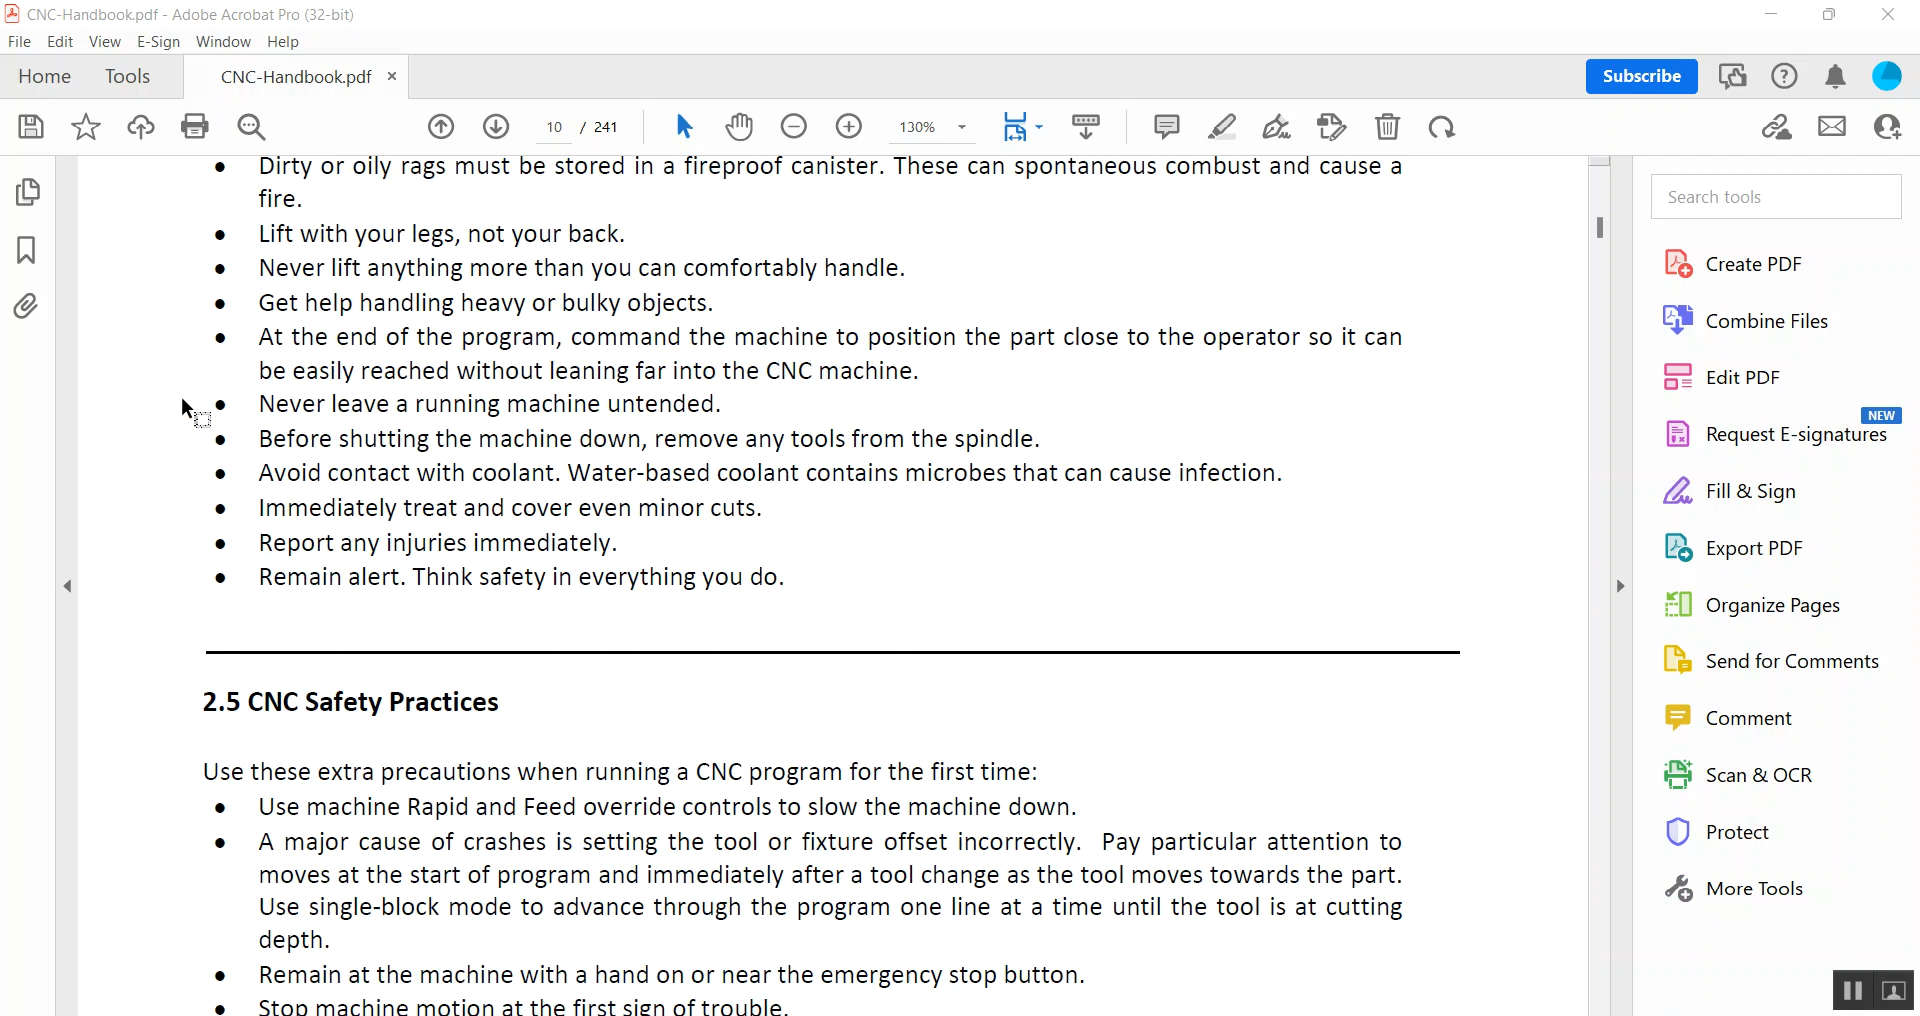 CNC-Handbook.pdf - Adobe Acrobat Pro (32-bit)
File Edit View E-Sign Window Help
Home Tools CNC-Handbook.pdf × Subscribe
10 / 241 130%
• Dirty or oily rags must be stored in a fireproof canister. These can spontaneous combust and cause a
fire.
• Lift with your legs, not your back.
• Never lift anything more than you can comfortably handle.
• Get help handling heavy or bulky objects.
• At the end of the program, command the machine to position the part close to the operator so it can
be easily reached without leaning far into the CNC machine.
• Never leave a running machine untended.
• Before shutting the machine down, remove any tools from the spindle.
• Avoid contact with coolant. Water-based coolant contains microbes that can cause infection.
• Immediately treat and cover even minor cuts.
• Report any injuries immediately.
• Remain alert. Think safety in everything you do.
2.5 CNC Safety Practices
Use these extra precautions when running a CNC program for the first time:
• Use machine Rapid and Feed override controls to slow the machine down.
• A major cause of crashes is setting the tool or fixture offset incorrectly. Pay particular attention to
moves at the start of program and immediately after a tool change as the tool moves towards the part.
Use single-block mode to advance through the program one line at a time until the tool is at cutting
depth.
• Remain at the machine with a hand on or near the emergency stop button.
• Stop machine motion at the first sign of trouble.
Search tools
Create PDF
Combine Files
Edit PDF
NEW
Request E-signatures
Fill & Sign
Export PDF
Organize Pages
Send for Comments
Comment
Scan & OCR
Protect
More Tools